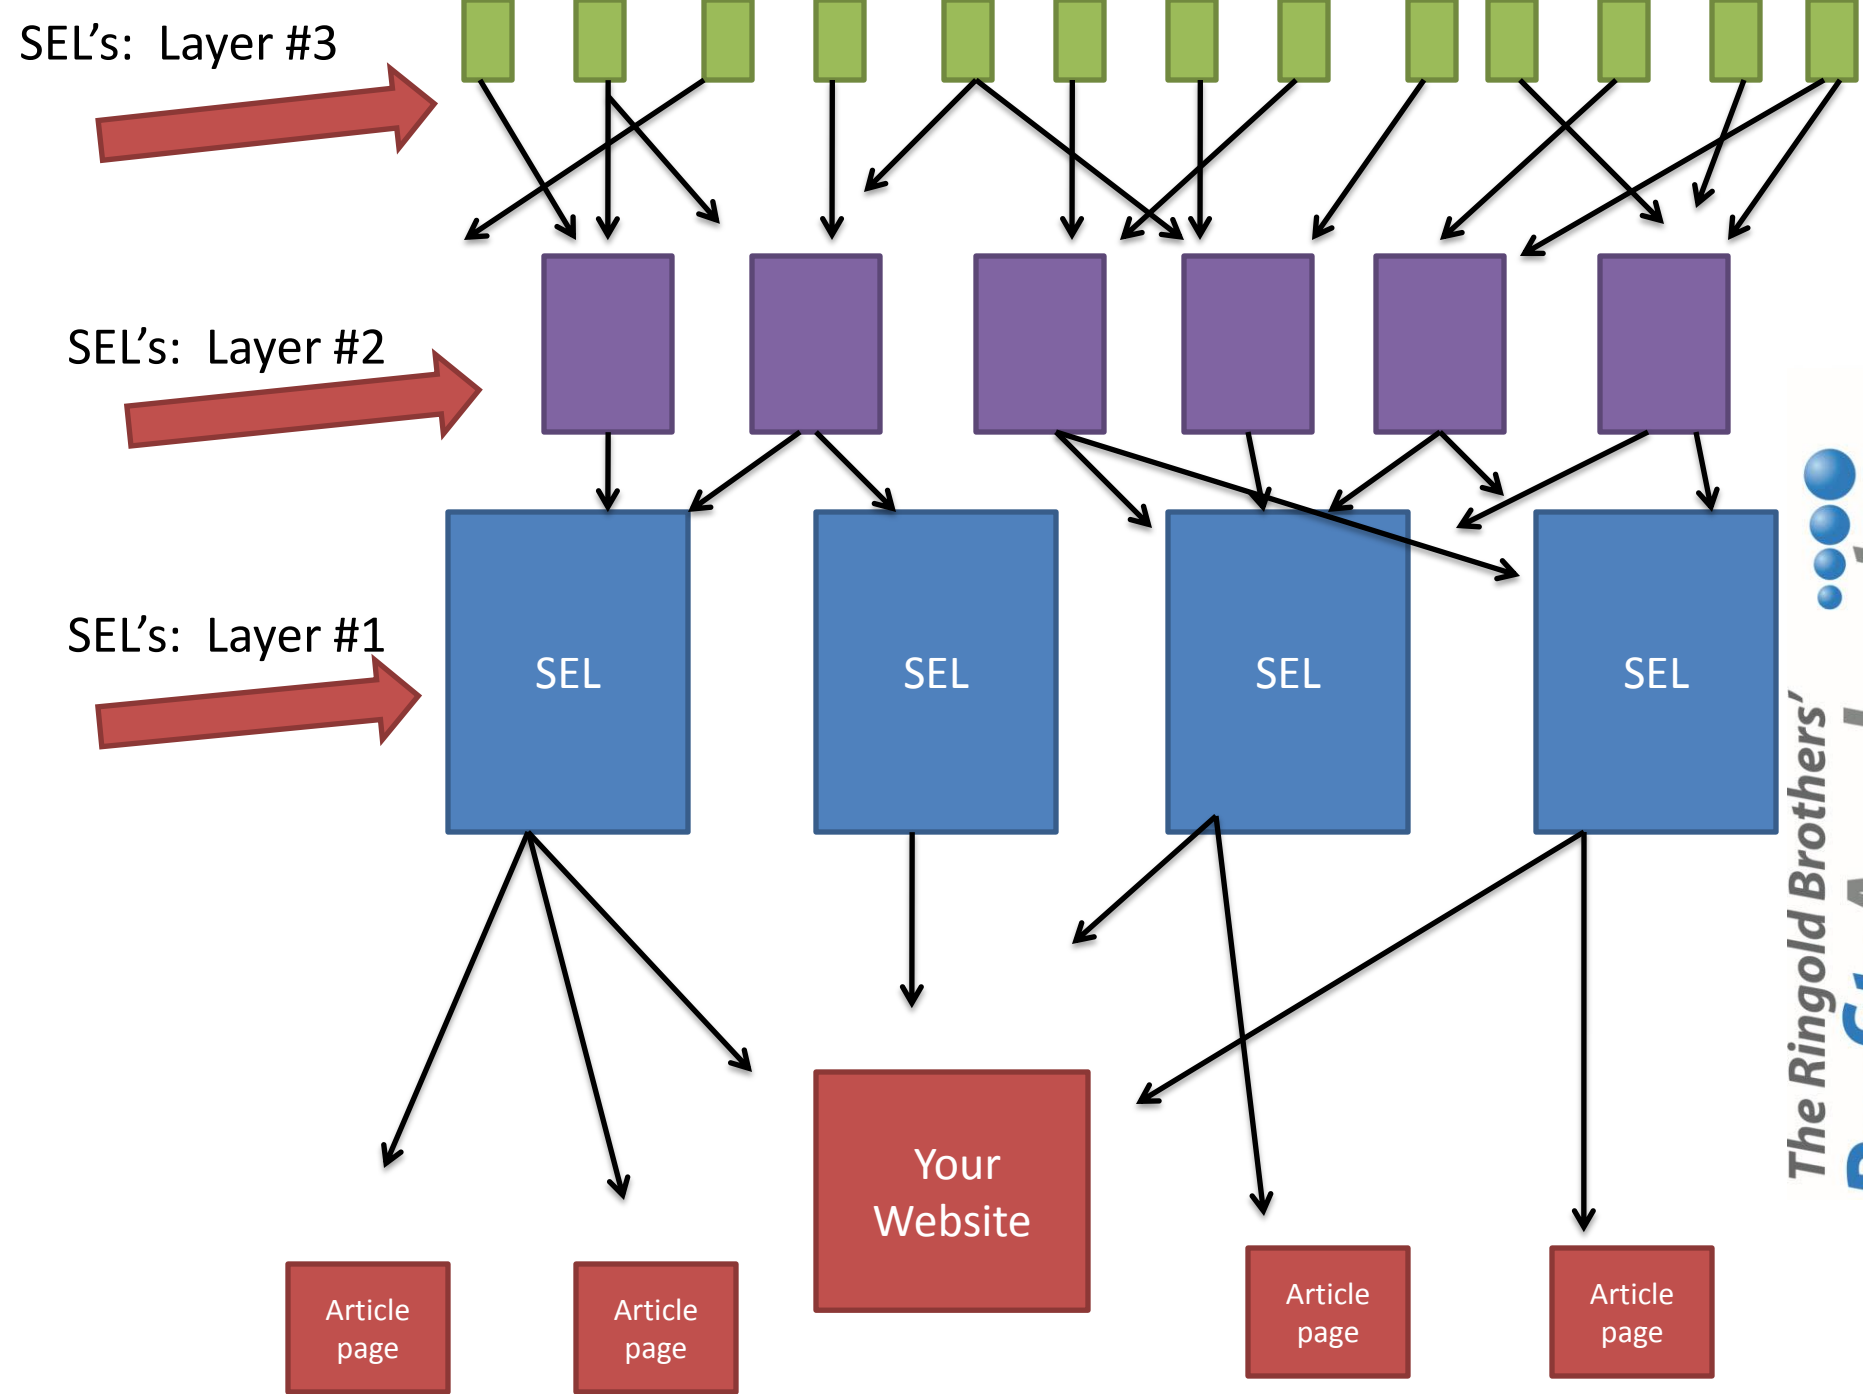 SEL’s:  Layer #3
SEL’s:  Layer #2
SEL’s:  Layer #1
SEL
SEL
SEL
SEL
Your
Website
Article
page
Article
page
Article
page
Article
page
The Ringold Brothers’